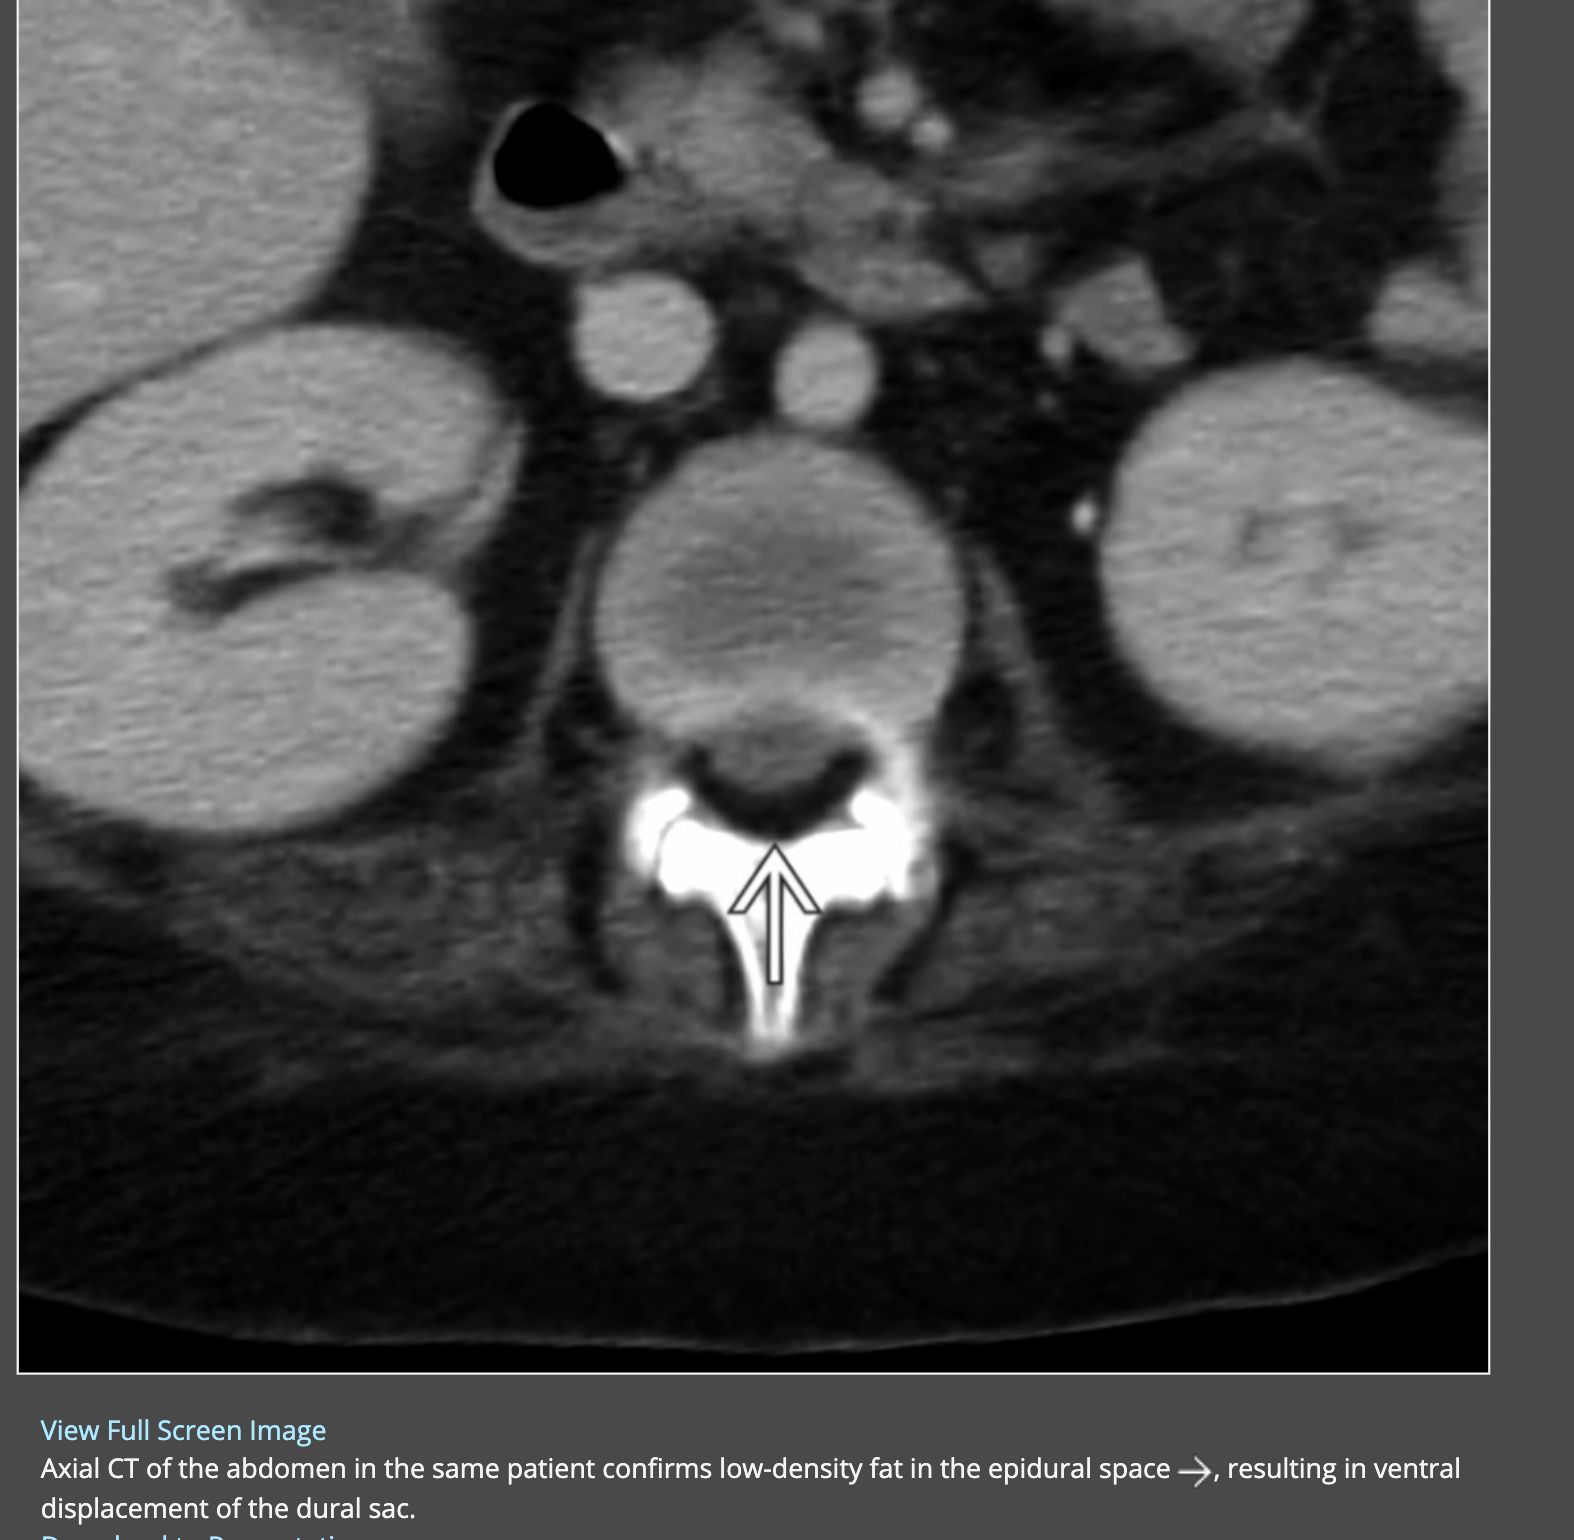 View Full Screen Image
Axial CT of the abdomen in the same patient confirms low-density fat in the epidural space →, resulting in ventral
displacement of the dural sac.